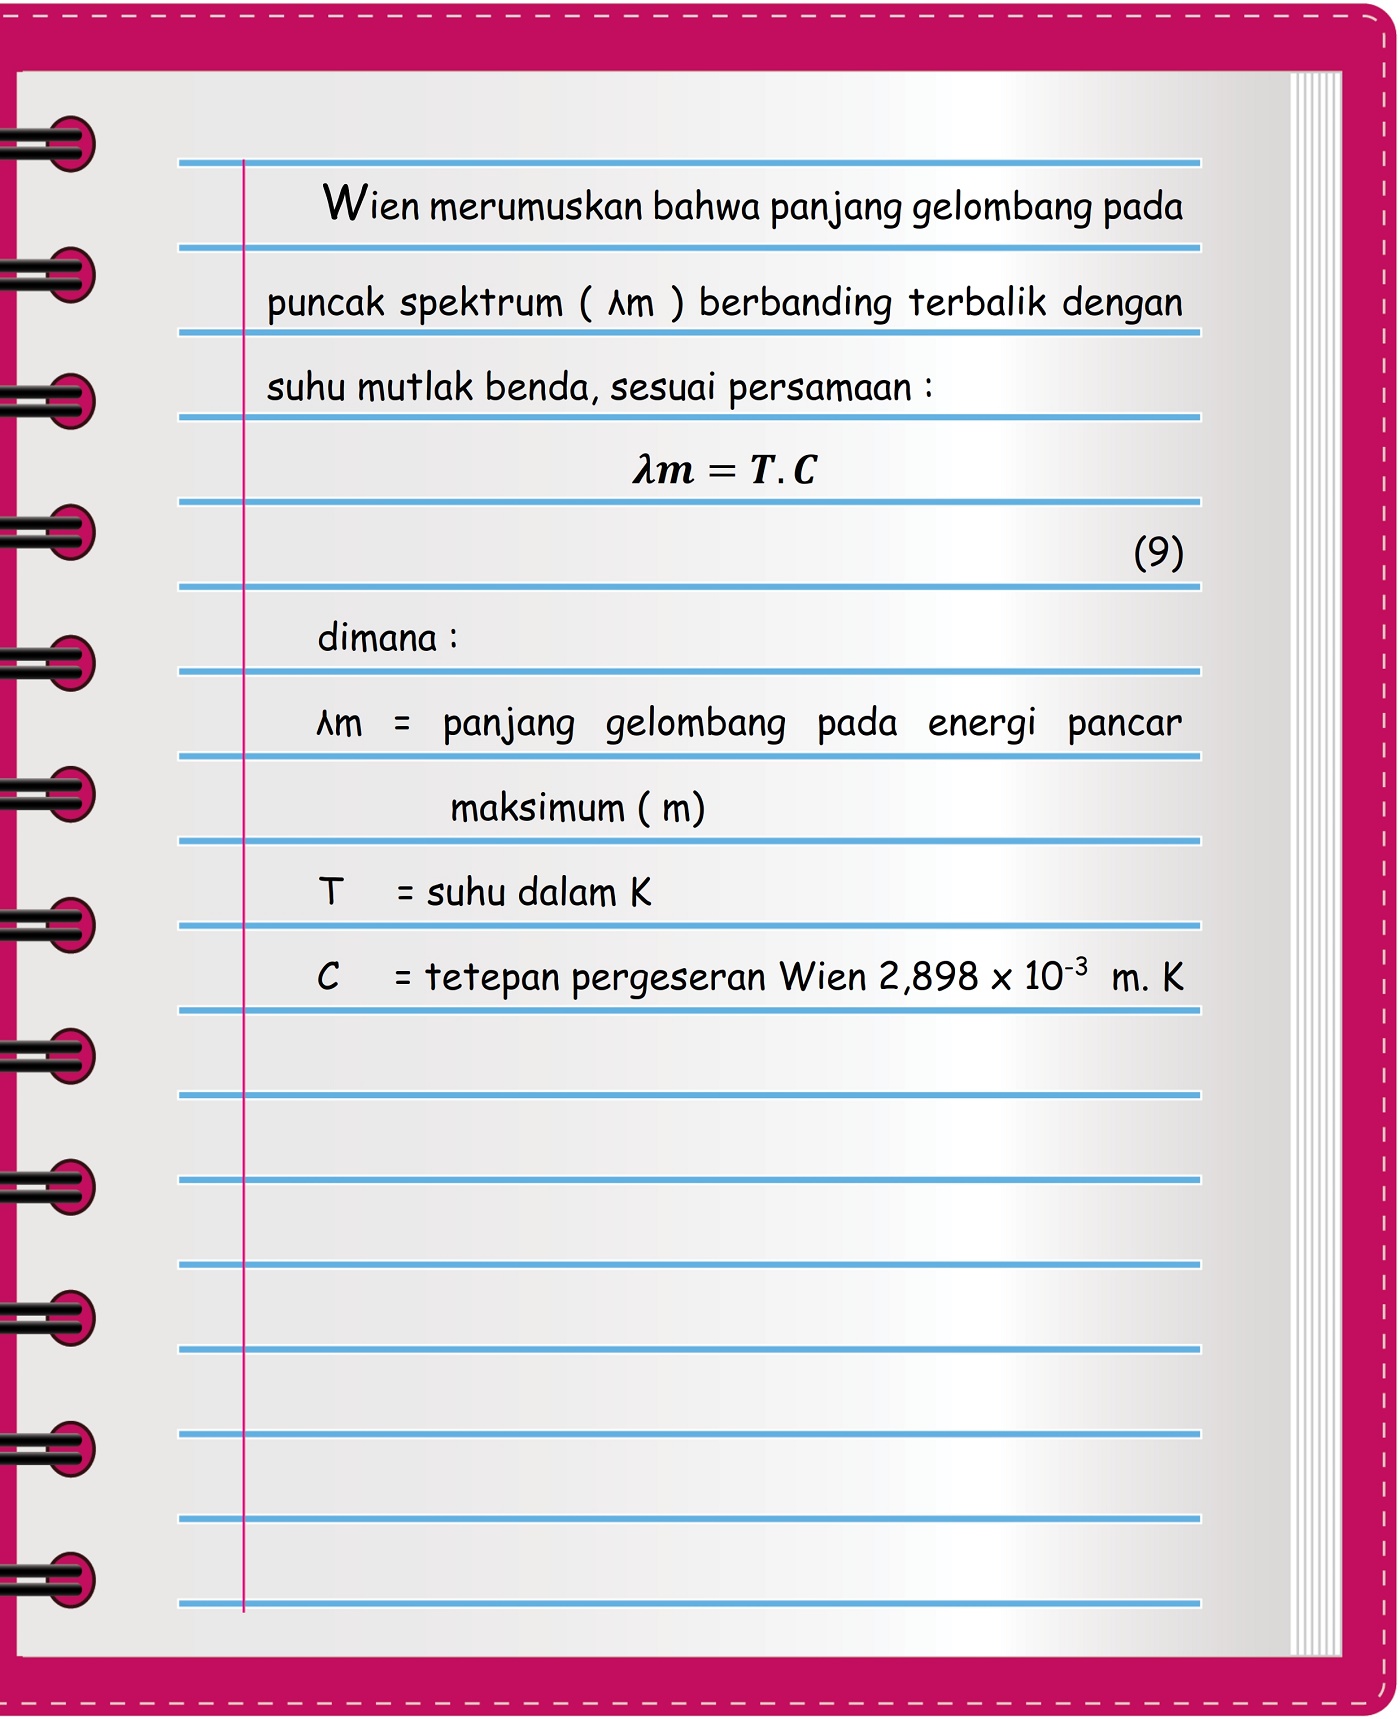 Wien merumuskan bahwa panjang gelombang pada
puncak spektrum ( λm ) berbanding terbalik dengan
suhu mutlak benda, sesuai persamaan :
λm = T. C
(9)
dimana :
λm = panjang gelombang pada energi pancar
maksimum ( m)
T = suhu dalam K
C = tetepan pergeseran Wien 2,898 x 10⁻³ m. K